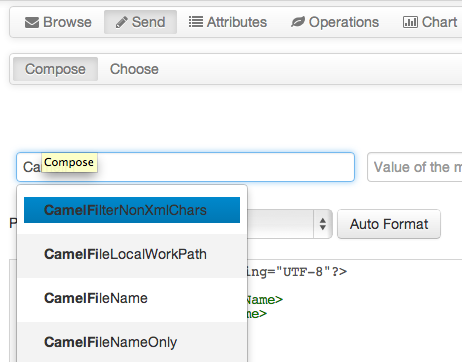 Browse Send Attributes Operations Chart
Compose Choose
Ca Compose Value of the m
CamelFilterNonXmlChars
P Auto Format
CamelFileLocalWorkPath
ing="UTF-8"?>
CamelFileName
Name>
me>
CamelFileNameOnly